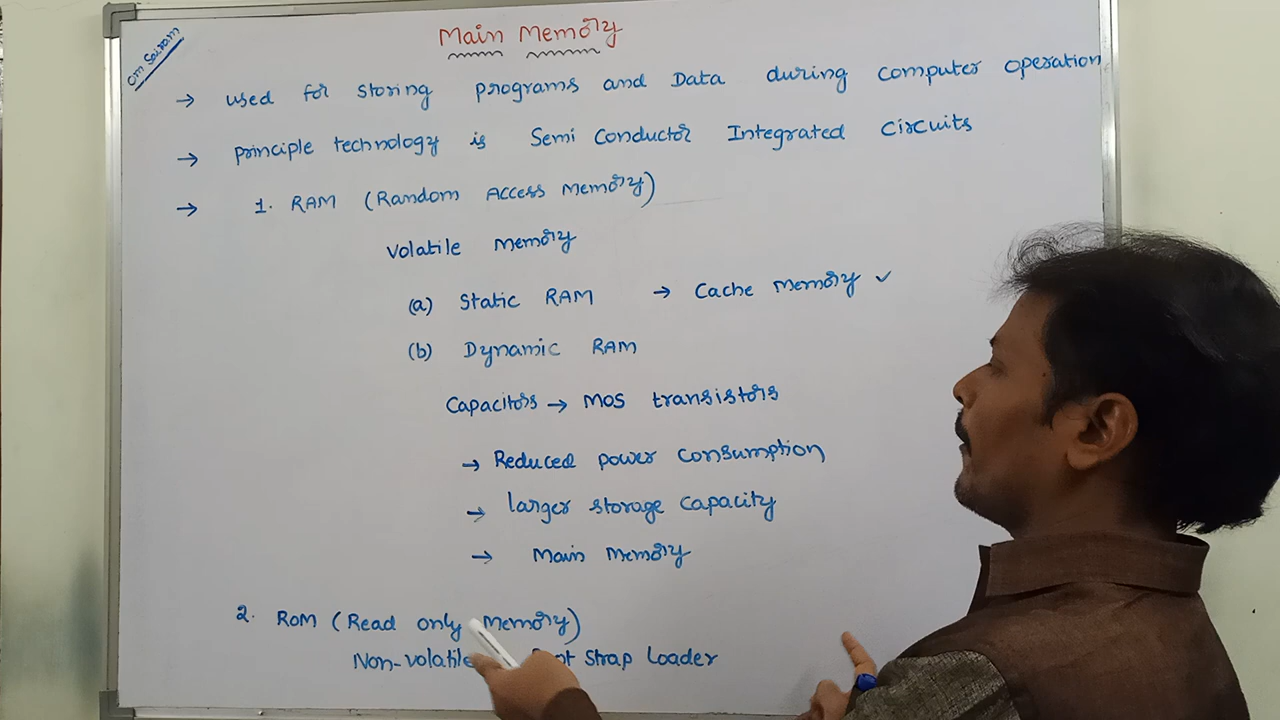 Om Sairam
Main Memory
→ used for storing programs and Data during computer operation
→ principle technology is Semi Conductor Integrated Circuits
→ 1. RAM (Random Access Memory)
Volatile Memory
(a) Static RAM → Cache Memory ✓
(b) Dynamic RAM
Capacitors → MOS transistors
→ Reduced power consumption
→ larger storage capacity
→ Main Memory
2. ROM (Read only Memory)
Non-volatile strap Loader